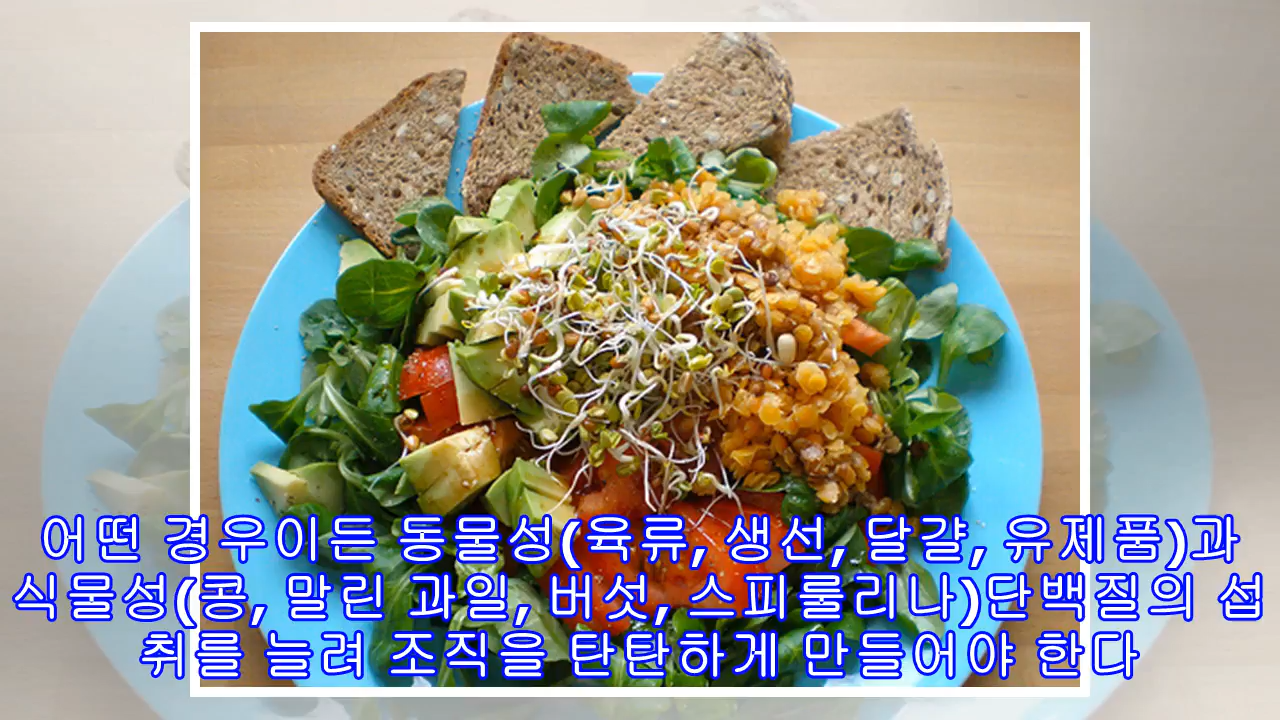 어떤 경우이든 동물성(육류, 생선, 달걀, 유제품)과
식물성(콩, 말린 과일, 버섯, 스피룰리나)단백질의 섭
취를 늘려 조직을 탄탄하게 만들어야 한다